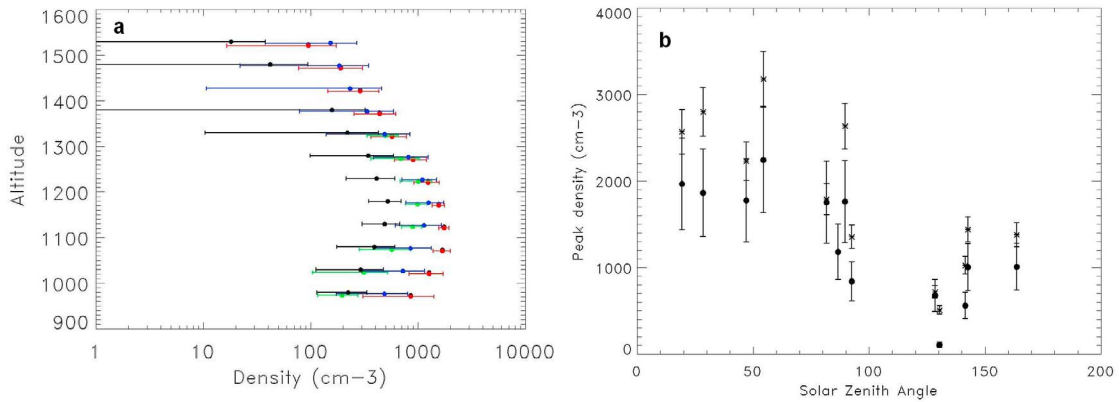 a
1600
1500
1400
1300
1200
1100
1000
900
Altitude
1 10 100 1000 10000
Density (cm-3)
b
4000
3000
2000
1000
0
Peak density (cm-3)
0 50 100 150 200
Solar Zenith Angle